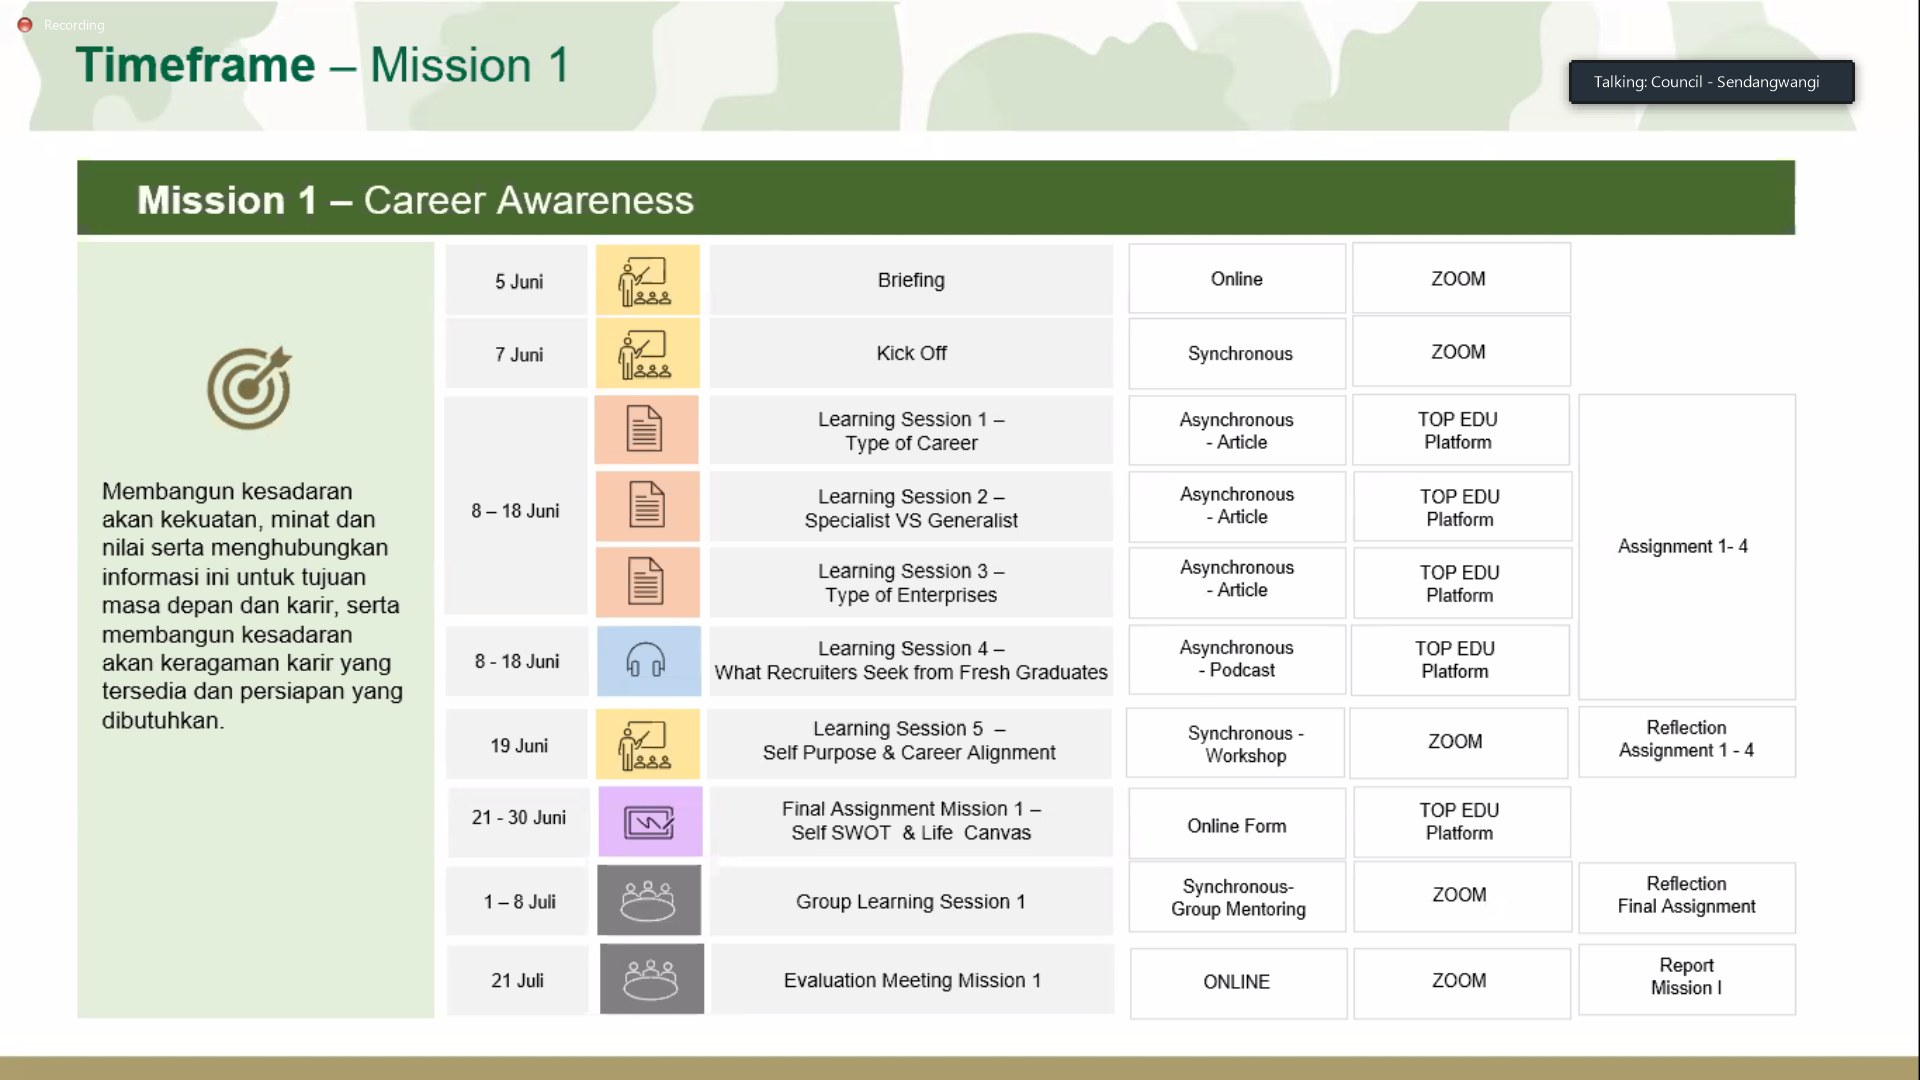 Recording
Timeframe – Mission 1
Talking: Council - Sendangwangi
Mission 1 – Career Awareness
Membangun kesadaran
akan kekuatan, minat dan
nilai serta menghubungkan
informasi ini untuk tujuan
masa depan dan karir, serta
membangun kesadaran
akan keragaman karir yang
tersedia dan persiapan yang
dibutuhkan.
5 Juni
Briefing
Online
ZOOM
7 Juni
Kick Off
Synchronous
ZOOM
8 – 18 Juni
Learning Session 1 –
Type of Career
Asynchronous
- Article
TOP EDU
Platform
Learning Session 2 –
Specialist VS Generalist
Asynchronous
- Article
TOP EDU
Platform
Learning Session 3 –
Type of Enterprises
Asynchronous
- Article
TOP EDU
Platform
Assignment 1- 4
8 - 18 Juni
Learning Session 4 –
What Recruiters Seek from Fresh Graduates
Asynchronous
- Podcast
TOP EDU
Platform
19 Juni
Learning Session 5 –
Self Purpose & Career Alignment
Synchronous -
Workshop
ZOOM
Reflection
Assignment 1 - 4
21 - 30 Juni
Final Assignment Mission 1 –
Self SWOT & Life Canvas
Online Form
TOP EDU
Platform
1 – 8 Juli
Group Learning Session 1
Synchronous-
Group Mentoring
ZOOM
Reflection
Final Assignment
21 Juli
Evaluation Meeting Mission 1
ONLINE
ZOOM
Report
Mission I